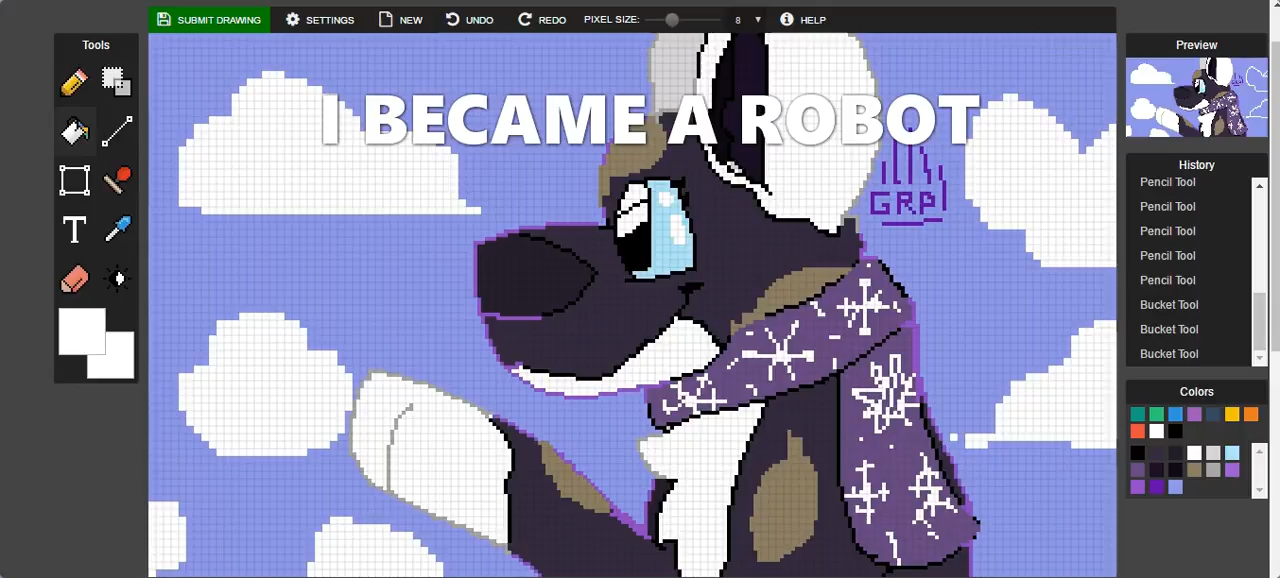 SUBMIT DRAWING SETTINGS NEW UNDO REDO PIXEL SIZE: 8 HELP
Tools
T
I BECAME A ROBOT
GRP
Preview
History
Pencil Tool
Pencil Tool
Pencil Tool
Pencil Tool
Pencil Tool
Bucket Tool
Bucket Tool
Bucket Tool
Colors